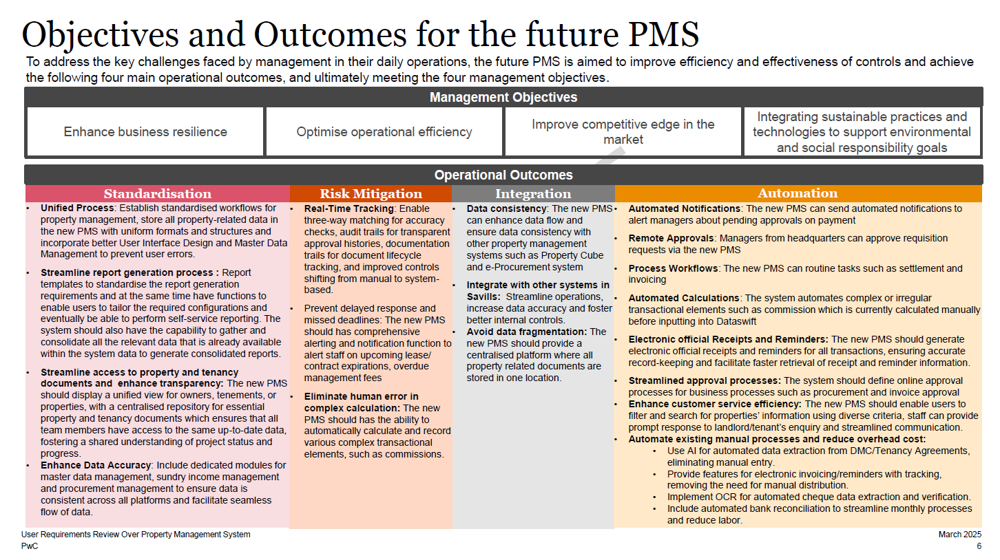 Objectives and Outcomes for the future PMS
To address the key challenges faced by management in their daily operations, the future PMS is aimed to improve efficiency and effectiveness of controls and achieve
the following four main operational outcomes, and ultimately meeting the four management objectives.
Management Objectives
Enhance business resilience
Optimise operational efficiency
Improve competitive edge in the
market
Integrating sustainable practices and
technologies to support environmental
and social responsibility goals
Operational Outcomes
Standardisation
• Unified Process: Establish standardised workflows for
property management, store all property-related data in
the new PMS with uniform formats and structures and
incorporate better User Interface Design and Master Data
Management to prevent user errors.
• Streamline report generation process : Report
templates to standardise the report generation
requirements and at the same time have functions to
enable users to tailor the required configurations and
eventually be able to perform self-service reporting. The
system should also have the capability to gather and
consolidate all the relevant data that is already available
within the system data to generate consolidated reports.
• Streamline access to property and tenancy
documents and  enhance transparency: The new PMS
should display a unified view for owners, tenements, or
properties, with a centralised repository for essential
property and tenancy documents which ensures that all
team members have access to the same up-to-date data,
fostering a shared understanding of project status and
progress.
• Enhance Data Accuracy: Include dedicated modules for
master data management, sundry income management
and procurement management to ensure data is
consistent across all platforms and facilitate seamless
flow of data.
Risk Mitigation
• Real-Time Tracking: Enable
three-way matching for accuracy
checks, audit trails for transparent
approval histories, documentation
trails for document lifecycle
tracking, and improved controls
shifting from manual to system-
based.
• Prevent delayed response and
missed deadlines: The new PMS
should has comprehensive
alerting and notification function to
alert staff on upcoming lease/
contract expirations, overdue
management fees
• Eliminate human error in
complex calculation: The new
PMS should has the ability to
automatically calculate and record
various complex transactional
elements, such as commissions.
Integration
• Data consistency: The new PMS
can enhance data flow and
ensure data consistency with
other property management
systems such as Property Cube
and e-Procurement system
• Integrate with other systems in
Savills:  Streamline operations,
increase data accuracy and foster
better internal controls.
• Avoid data fragmentation: The
new PMS should provide a
centralised platform where all
property related documents are
stored in one location.
Automation
• Automated Notifications: The new PMS can send automated notifications to
alert managers about pending approvals on payment
• Remote Approvals: Managers from headquarters can approve requisition
requests via the new PMS
• Process Workflows: The new PMS can routine tasks such as settlement and
invoicing
• Automated Calculations: The system automates complex or irregular
transactional elements such as commission which is currently calculated manually
before inputting into Dataswift
• Electronic official Receipts and Reminders: The new PMS should generate
electronic official receipts and reminders for all transactions, ensuring accurate
record-keeping and facilitate faster retrieval of receipt and reminder information.
• Streamlined approval processes: The system should define online approval
processes for business processes such as procurement and invoice approval
• Enhance customer service efficiency: The new PMS should enable users to
filter and search for properties’ information using diverse criteria, staff can provide
prompt response to landlord/tenant’s enquiry and streamlined communication.
• Automate existing manual processes and reduce overhead cost:
• Use AI for automated data extraction from DMC/Tenancy Agreements,
eliminating manual entry.
• Provide features for electronic invoicing/reminders with tracking,
removing the need for manual distribution.
• Implement OCR for automated cheque data extraction and verification.
• Include automated bank reconciliation to streamline monthly processes
and reduce labor.
User Requirements Review Over Property Management System
PwC
March 2025
6